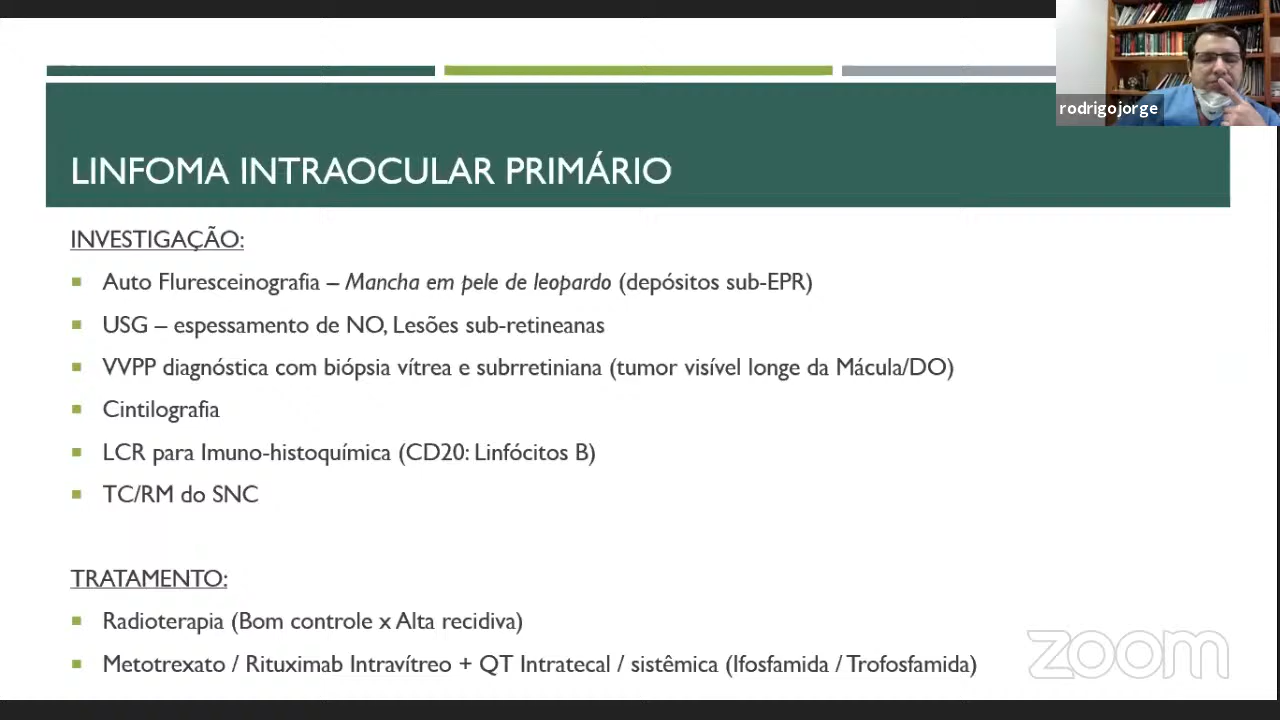 rodrigojorge
LINFOMA INTRAOCULAR PRIMÁRIO
INVESTIGAÇÃO:
Auto Fluresceinografia – Mancha em pele de leopardo (depósitos sub-EPR)
USG – espessamento de NO, Lesões sub-retineanas
VVPP diagnóstica com biópsia vítrea e subrretiniana (tumor visível longe da Mácula/DO)
Cintilografia
LCR para Imuno-histoquímica (CD20: Linfócitos B)
TC/RM do SNC
TRATAMENTO:
Radioterapia (Bom controle x Alta recidiva)
Metotrexato / Rituximab Intravítreo + QT Intratecal / sistêmica (Ifosfamida / Trofosfamida)
zoom